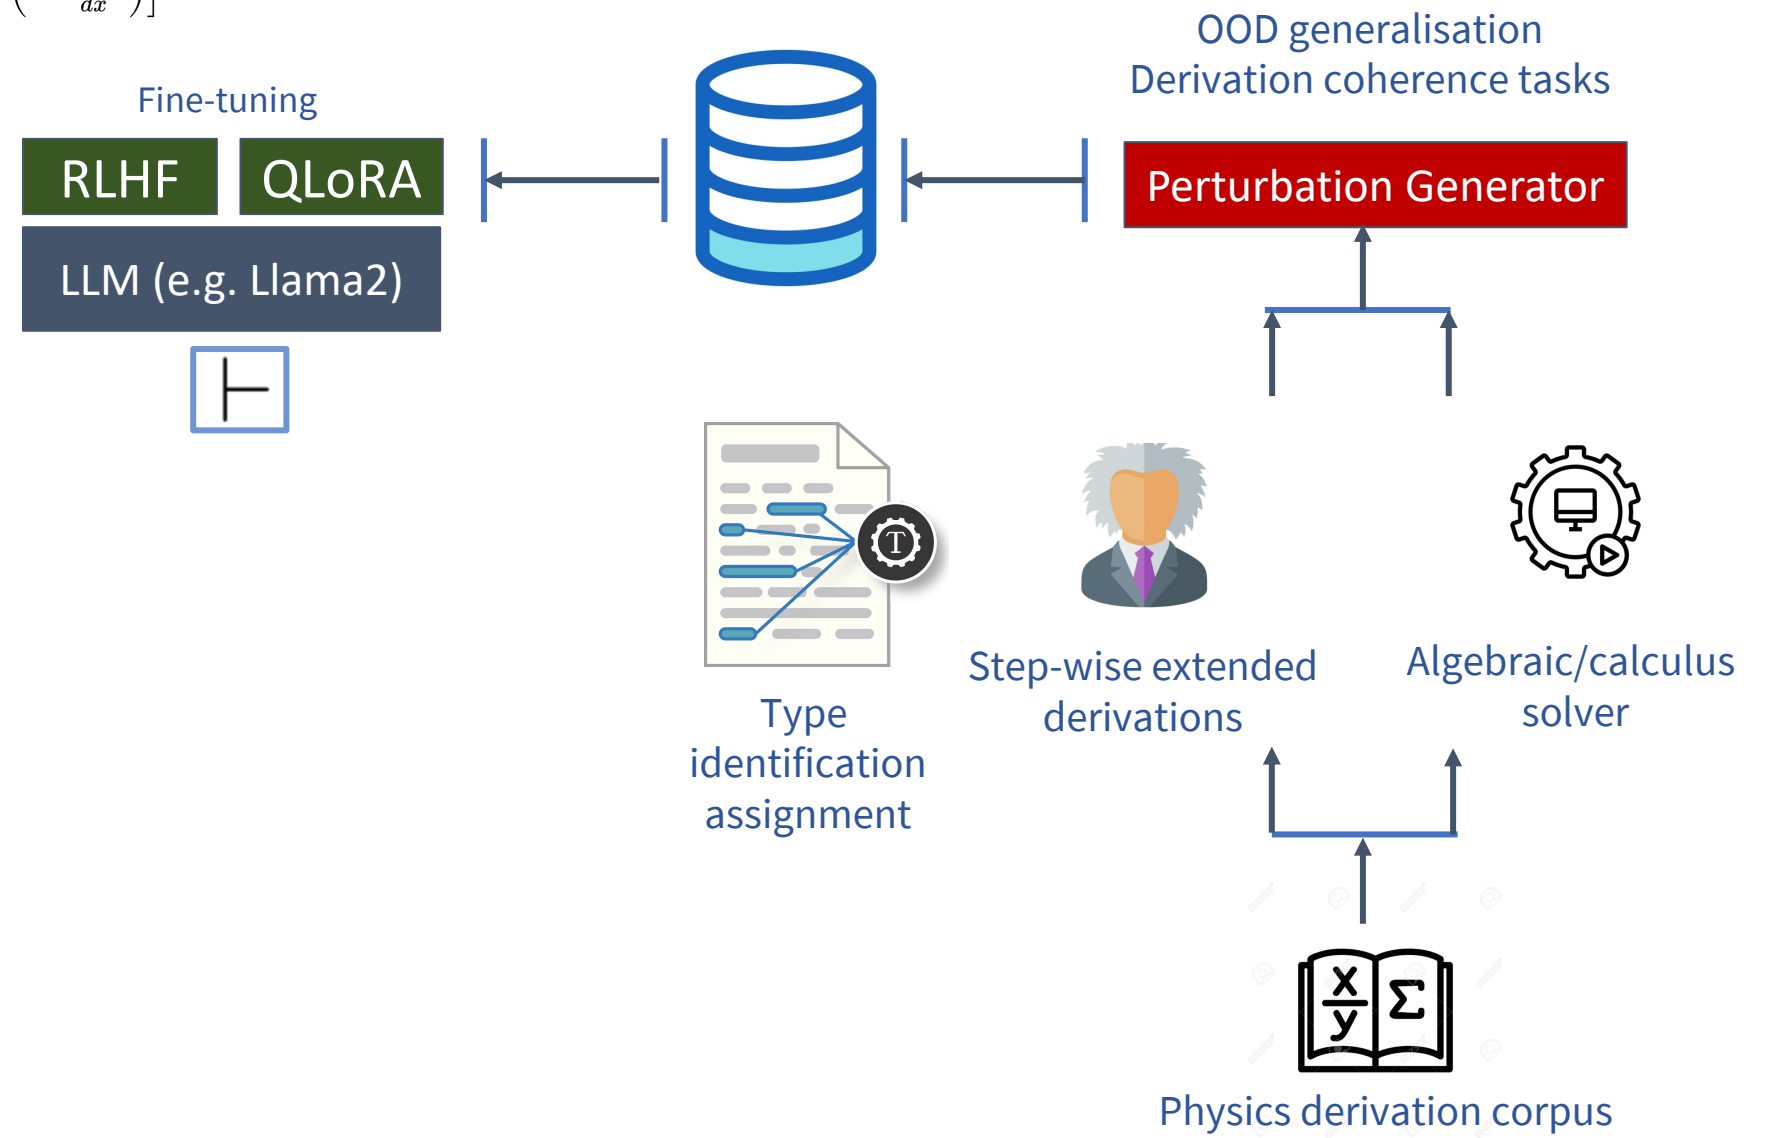 dx
)]
OOD generalisation
Derivation coherence tasks
Fine-tuning
RLHF
QLoRA
Perturbation Generator
LLM (e.g. Llama2)
⊢
T
Step-wise extended
derivations
Algebraic/calculus
solver
Type
identification
assignment
x
y
Σ
Physics derivation corpus